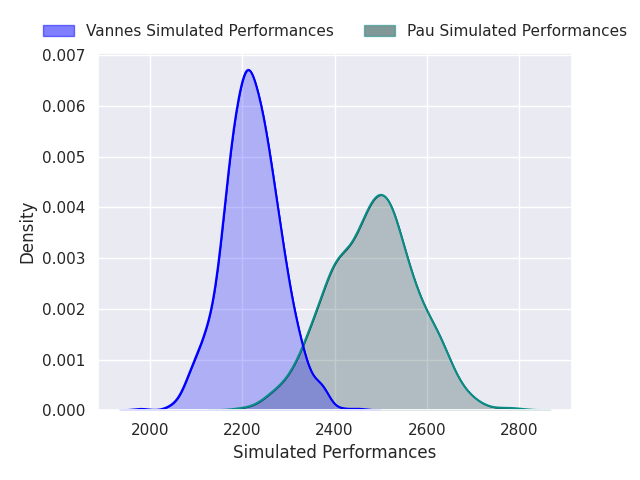 Vannes Simulated Performances Pau Simulated Performances
0.007
0.006
0.005
0.004
0.003
0.002
0.001
0.000
Density
2000 2200 2400 2600 2800
Simulated Performances